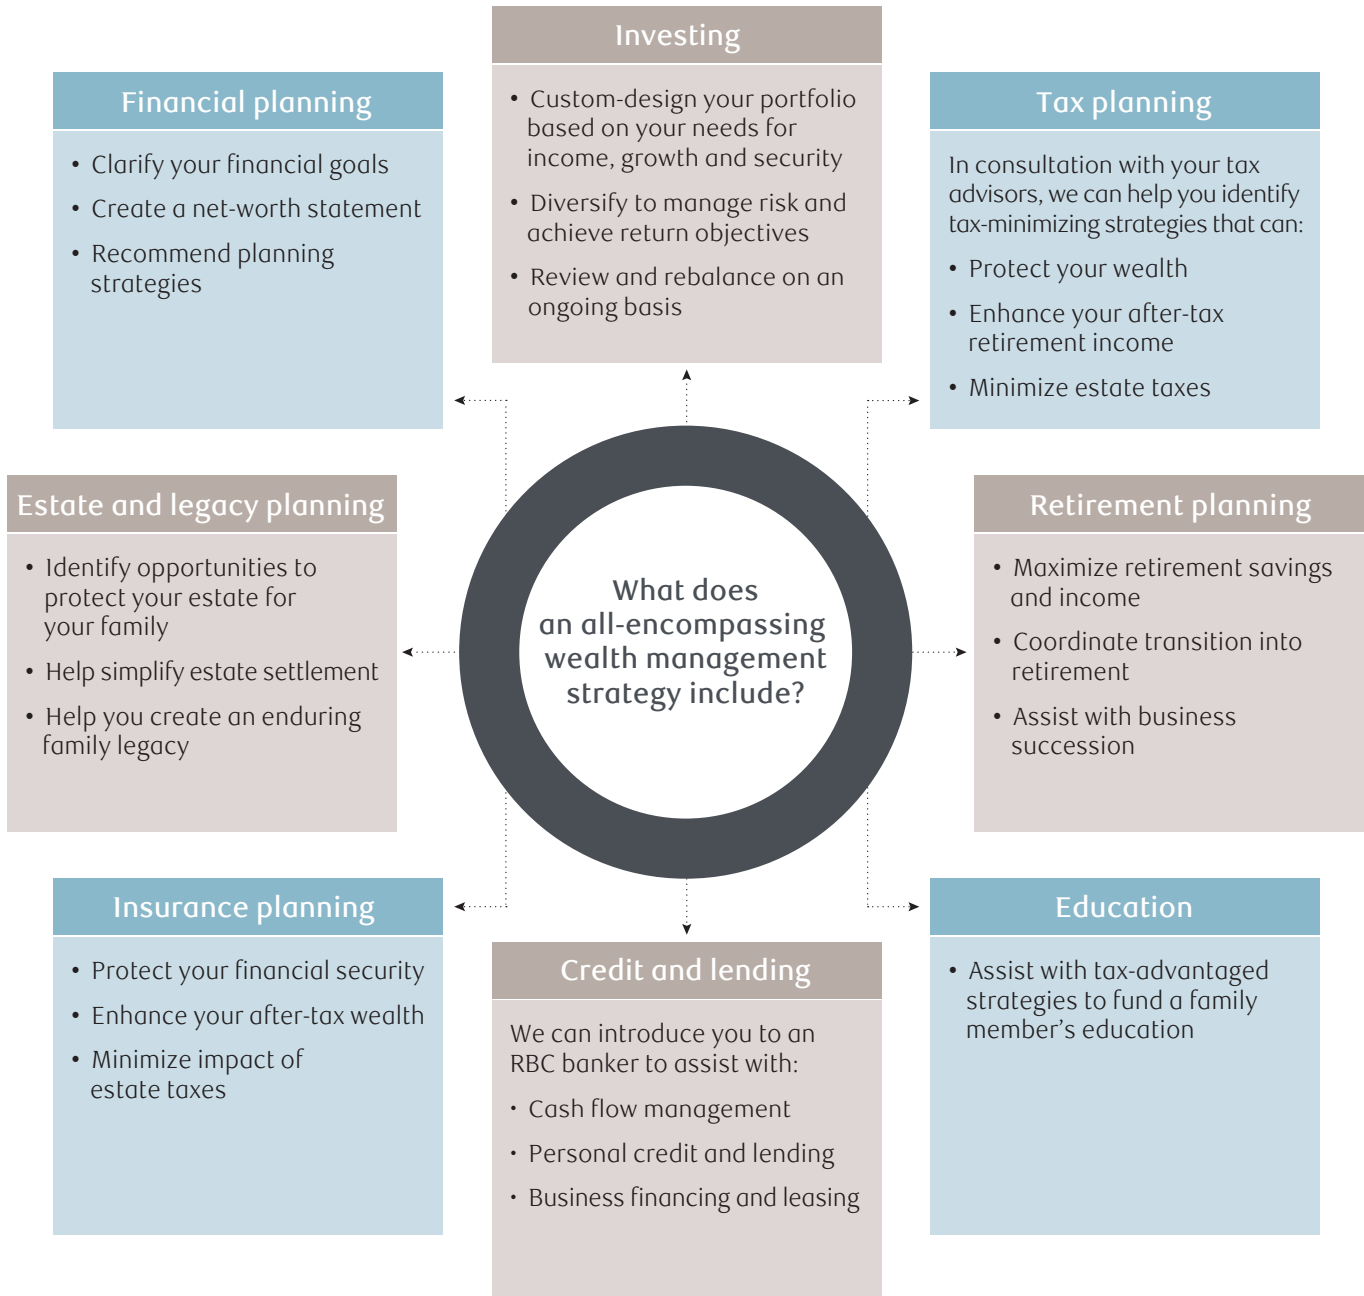 Investing
• Custom-design your portfolio
based on your needs for
income, growth and security
• Diversify to manage risk and
achieve return objectives
• Review and rebalance on an
ongoing basis
Financial planning
• Clarify your financial goals
• Create a net-worth statement
• Recommend planning
strategies
Tax planning
In consultation with your tax
advisors, we can help you identify
tax-minimizing strategies that can:
• Protect your wealth
• Enhance your after-tax
retirement income
• Minimize estate taxes
Estate and legacy planning
• Identify opportunities to
protect your estate for
your family
• Help simplify estate settlement
• Help you create an enduring
family legacy
What does
an all-encompassing
wealth management
strategy include?
Retirement planning
• Maximize retirement savings
and income
• Coordinate transition into
retirement
• Assist with business
succession
Insurance planning
• Protect your financial security
• Enhance your after-tax wealth
• Minimize impact of
estate taxes
Credit and lending
We can introduce you to an
RBC banker to assist with:
• Cash flow management
• Personal credit and lending
• Business financing and leasing
Education
• Assist with tax-advantaged
strategies to fund a family
member’s education